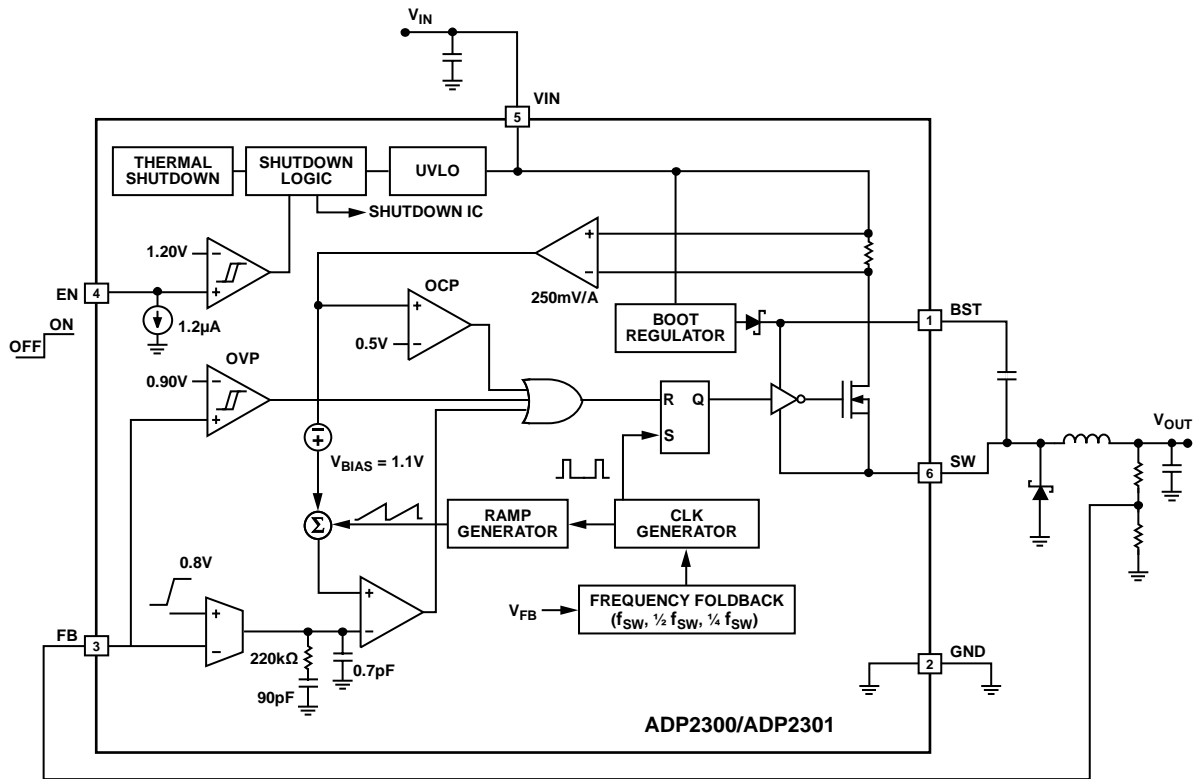 VIN
VIN
5
THERMAL
SHUTDOWN
SHUTDOWN
LOGIC
UVLO
SHUTDOWN IC
1.20V
−
+
EN
4
1.2µA
ON
OFF
+
−
250mV/A
OCP
+
0.5V
−
BOOT
REGULATOR
1
BST
OVP
0.90V
−
+
R
Q
S
VOUT
SW
6
− +
VBIAS = 1.1V
Σ
RAMP
GENERATOR
CLK
GENERATOR
0.8V
+
−
FB
3
+
−
VFB
FREQUENCY FOLDBACK
(fSW, ½ fSW, ¼ fSW)
220kΩ
0.7pF
90pF
GND
2
ADP2300/ADP2301